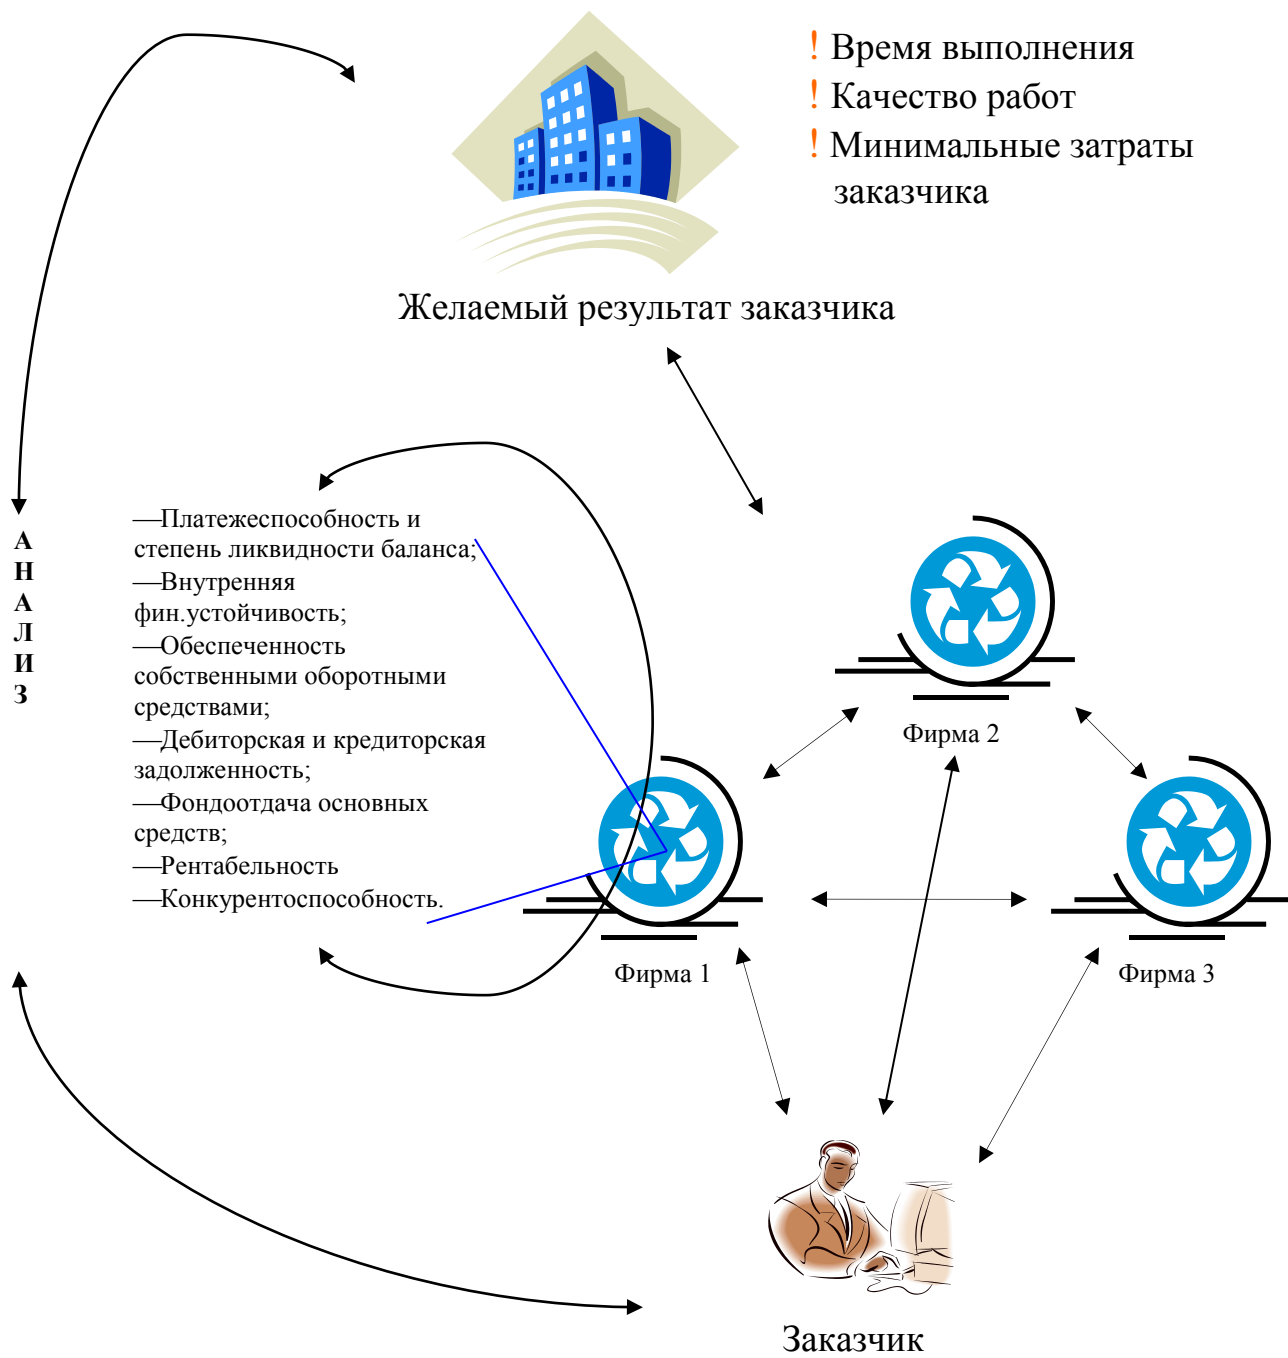 ! Время выполнения
! Качество работ
! Минимальные затраты
заказчика
Желаемый результат заказчика
А
Н
А
Л
И
З
—Платежеспособность и
степень ликвидности баланса;
—Внутренняя
фин.устойчивость;
—Обеспеченность
собственными оборотными
средствами;
—Дебиторская и кредиторская
задолженность;
—Фондоотдача основных
средств;
—Рентабельность
—Конкурентоспособность.
Фирма 2
Фирма 1
Фирма 3
Заказчик